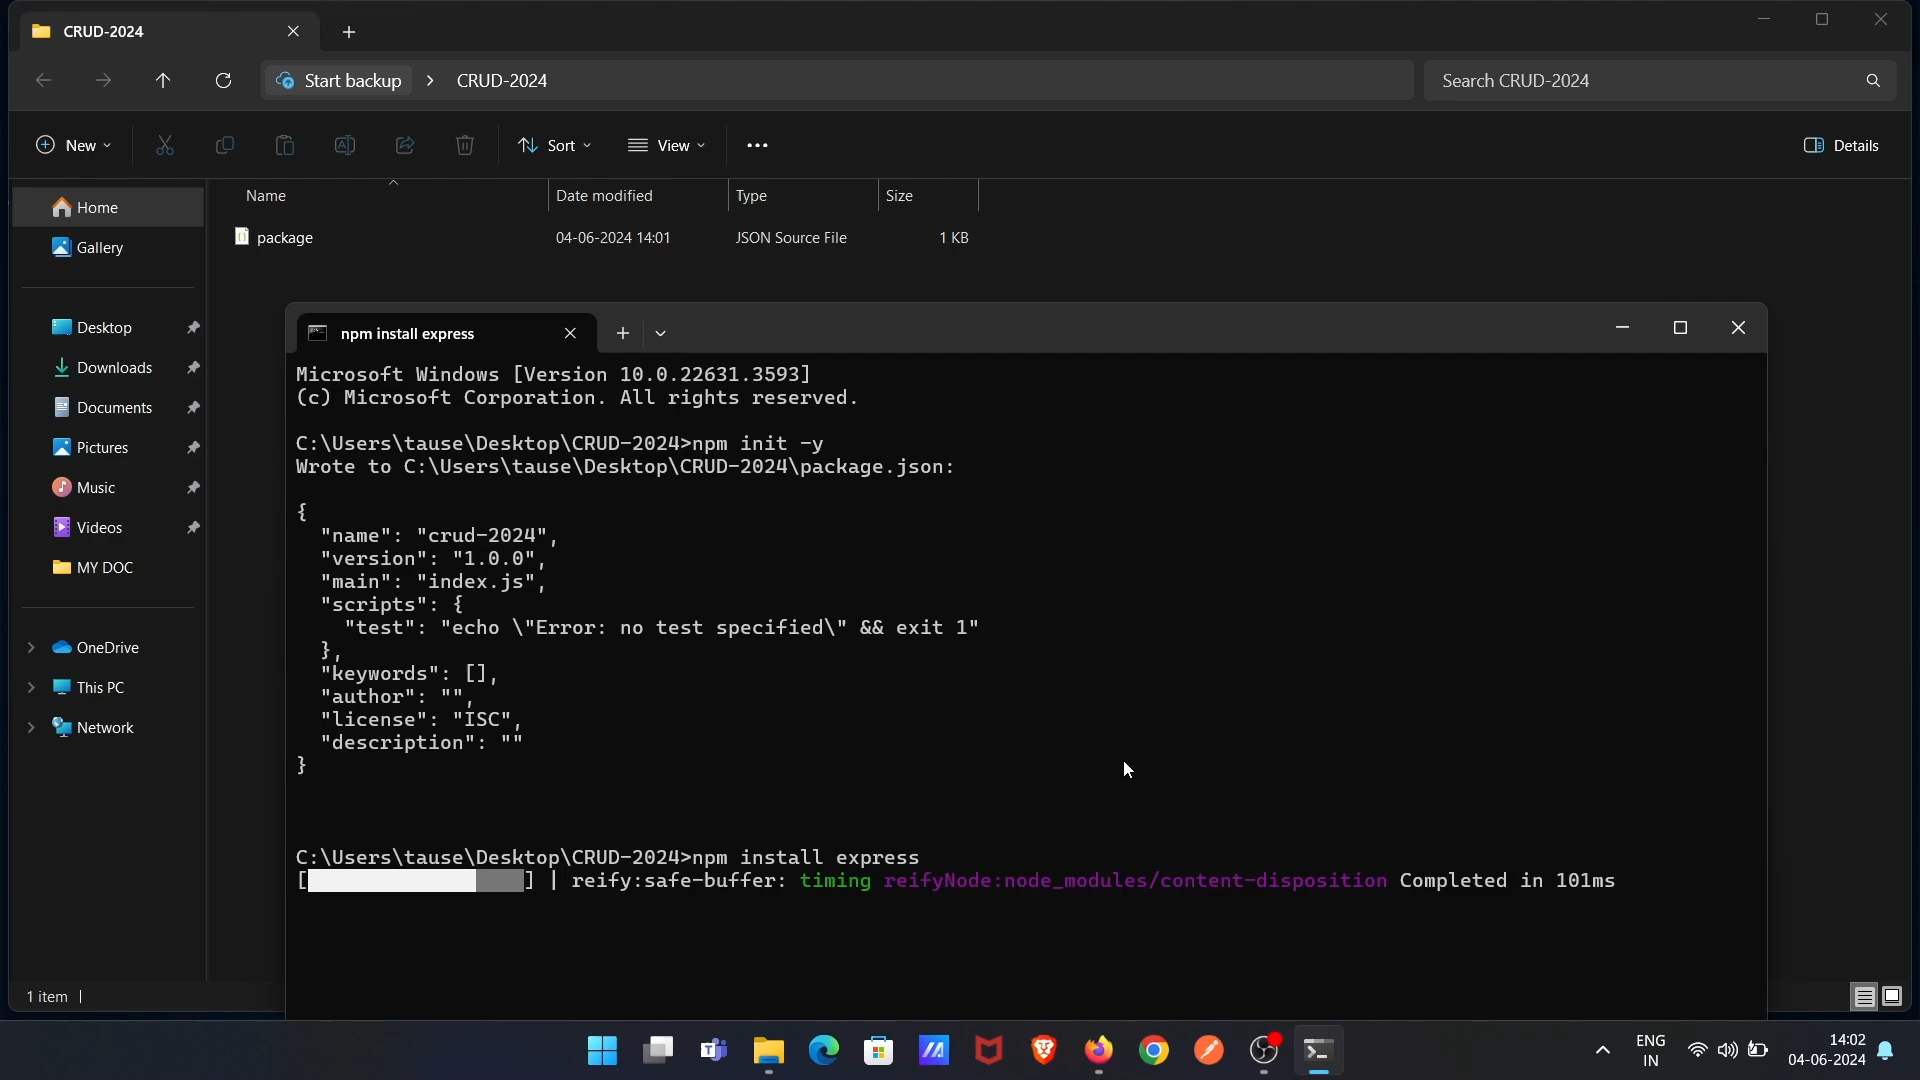 CRUD-2024
Start backup > CRUD-2024
Search CRUD-2024
New
Sort
View
Details
Name
Date modified
Type
Size
package
04-06-2024 14:01
JSON Source File
1 KB
Home
Gallery
Desktop
Downloads
Documents
Pictures
Music
Videos
MY DOC
OneDrive
This PC
Network
1 item
npm install express
Microsoft Windows [Version 10.0.22631.3593]
(c) Microsoft Corporation. All rights reserved.
C:\Users\tause\Desktop\CRUD-2024>npm init -y
Wrote to C:\Users\tause\Desktop\CRUD-2024\package.json:
{
"name": "crud-2024",
"version": "1.0.0",
"main": "index.js",
"scripts": {
"test": "echo \"Error: no test specified\" && exit 1"
},
"keywords": [],
"author": "",
"license": "ISC",
"description": ""
}
C:\Users\tause\Desktop\CRUD-2024>npm install express
[ ] | reify:safe-buffer: timing reifyNode:node_modules/content-disposition Completed in 101ms
ENG
IN
14:02
04-06-2024